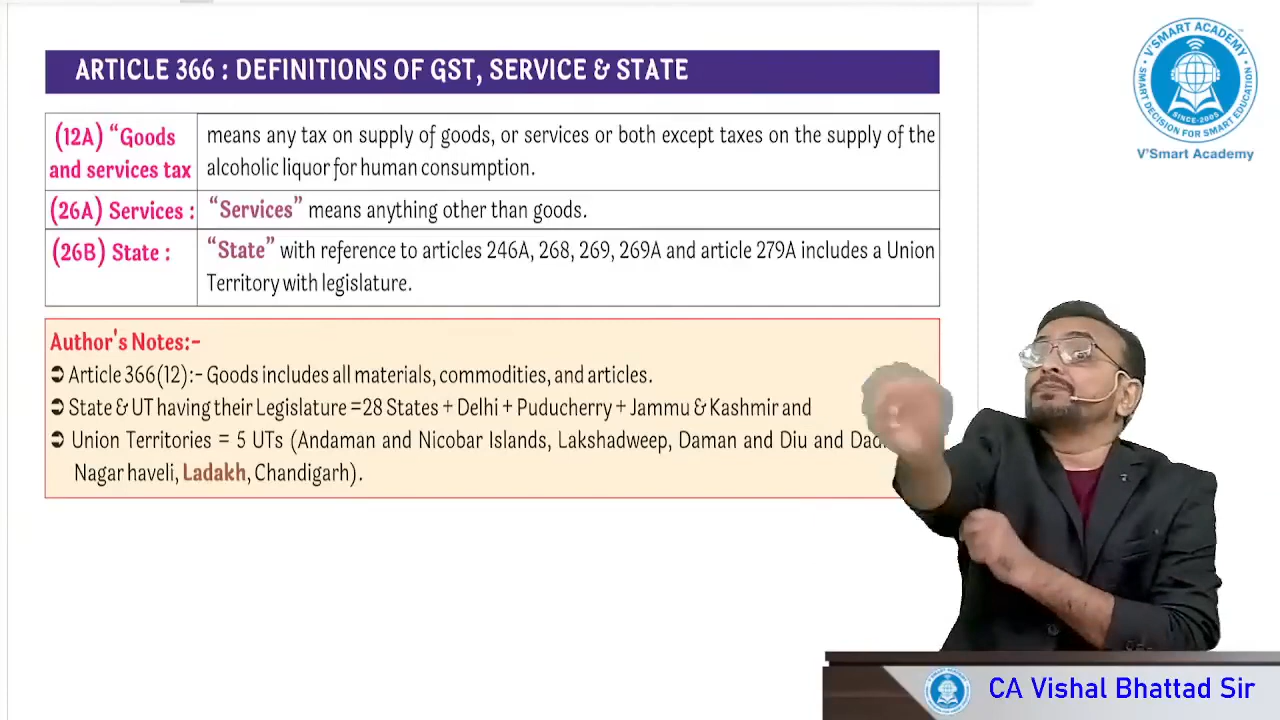 ARTICLE 366 : DEFINITIONS OF GST, SERVICE & STATE
(12A) “Goods
and services tax
means any tax on supply of goods, or services or both except taxes on the supply of the
alcoholic liquor for human consumption.
(26A) Services :
“Services” means anything other than goods.
(26B) State :
“State” with reference to articles 246A, 268, 269, 269A and article 279A includes a Union
Territory with legislature.
Author's Notes:-
➲ Article 366(12):- Goods includes all materials, commodities, and articles.
➲ State & UT having their Legislature =28 States + Delhi + Puducherry + Jammu & Kashmir and
➲ Union Territories = 5 UTs (Andaman and Nicobar Islands, Lakshadweep, Daman and Diu and
Nagar haveli, Ladakh, Chandigarh).
V'SMART ACADEMY
SMART DECISION FOR SMART EDUCATION
SINCE-2005
V'Smart Academy
CA Vishal Bhattad Sir